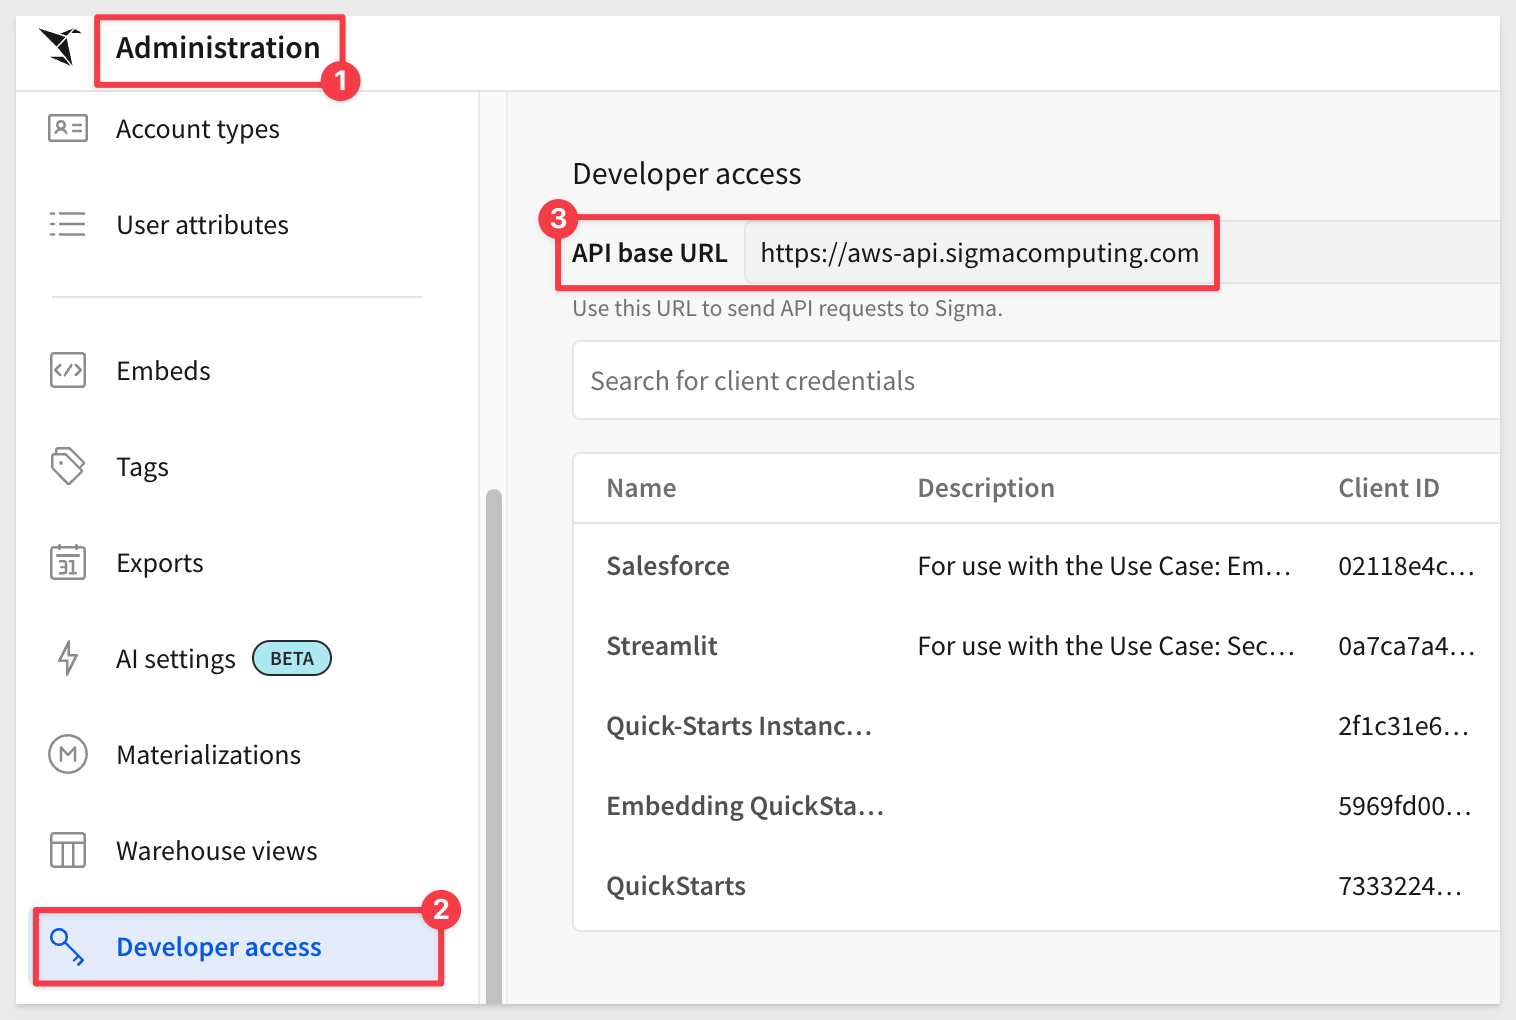 Administration
1
Account types
User attributes
Embeds
Tags
31
Exports
AI settings BETA
M
Materializations
Warehouse views
2
Developer access
Developer access
3
API base URL https://aws-api.sigmacomputing.com
Use this URL to send API requests to Sigma.
Search for client credentials
Name Description Client ID
Salesforce For use with the Use Case: Em... 02118e4c...
Streamlit For use with the Use Case: Sec... 0a7ca7a4...
Quick-Starts Instanc... 2f1c31e6...
Embedding QuickSta... 5969fd00...
QuickStarts 7333224...